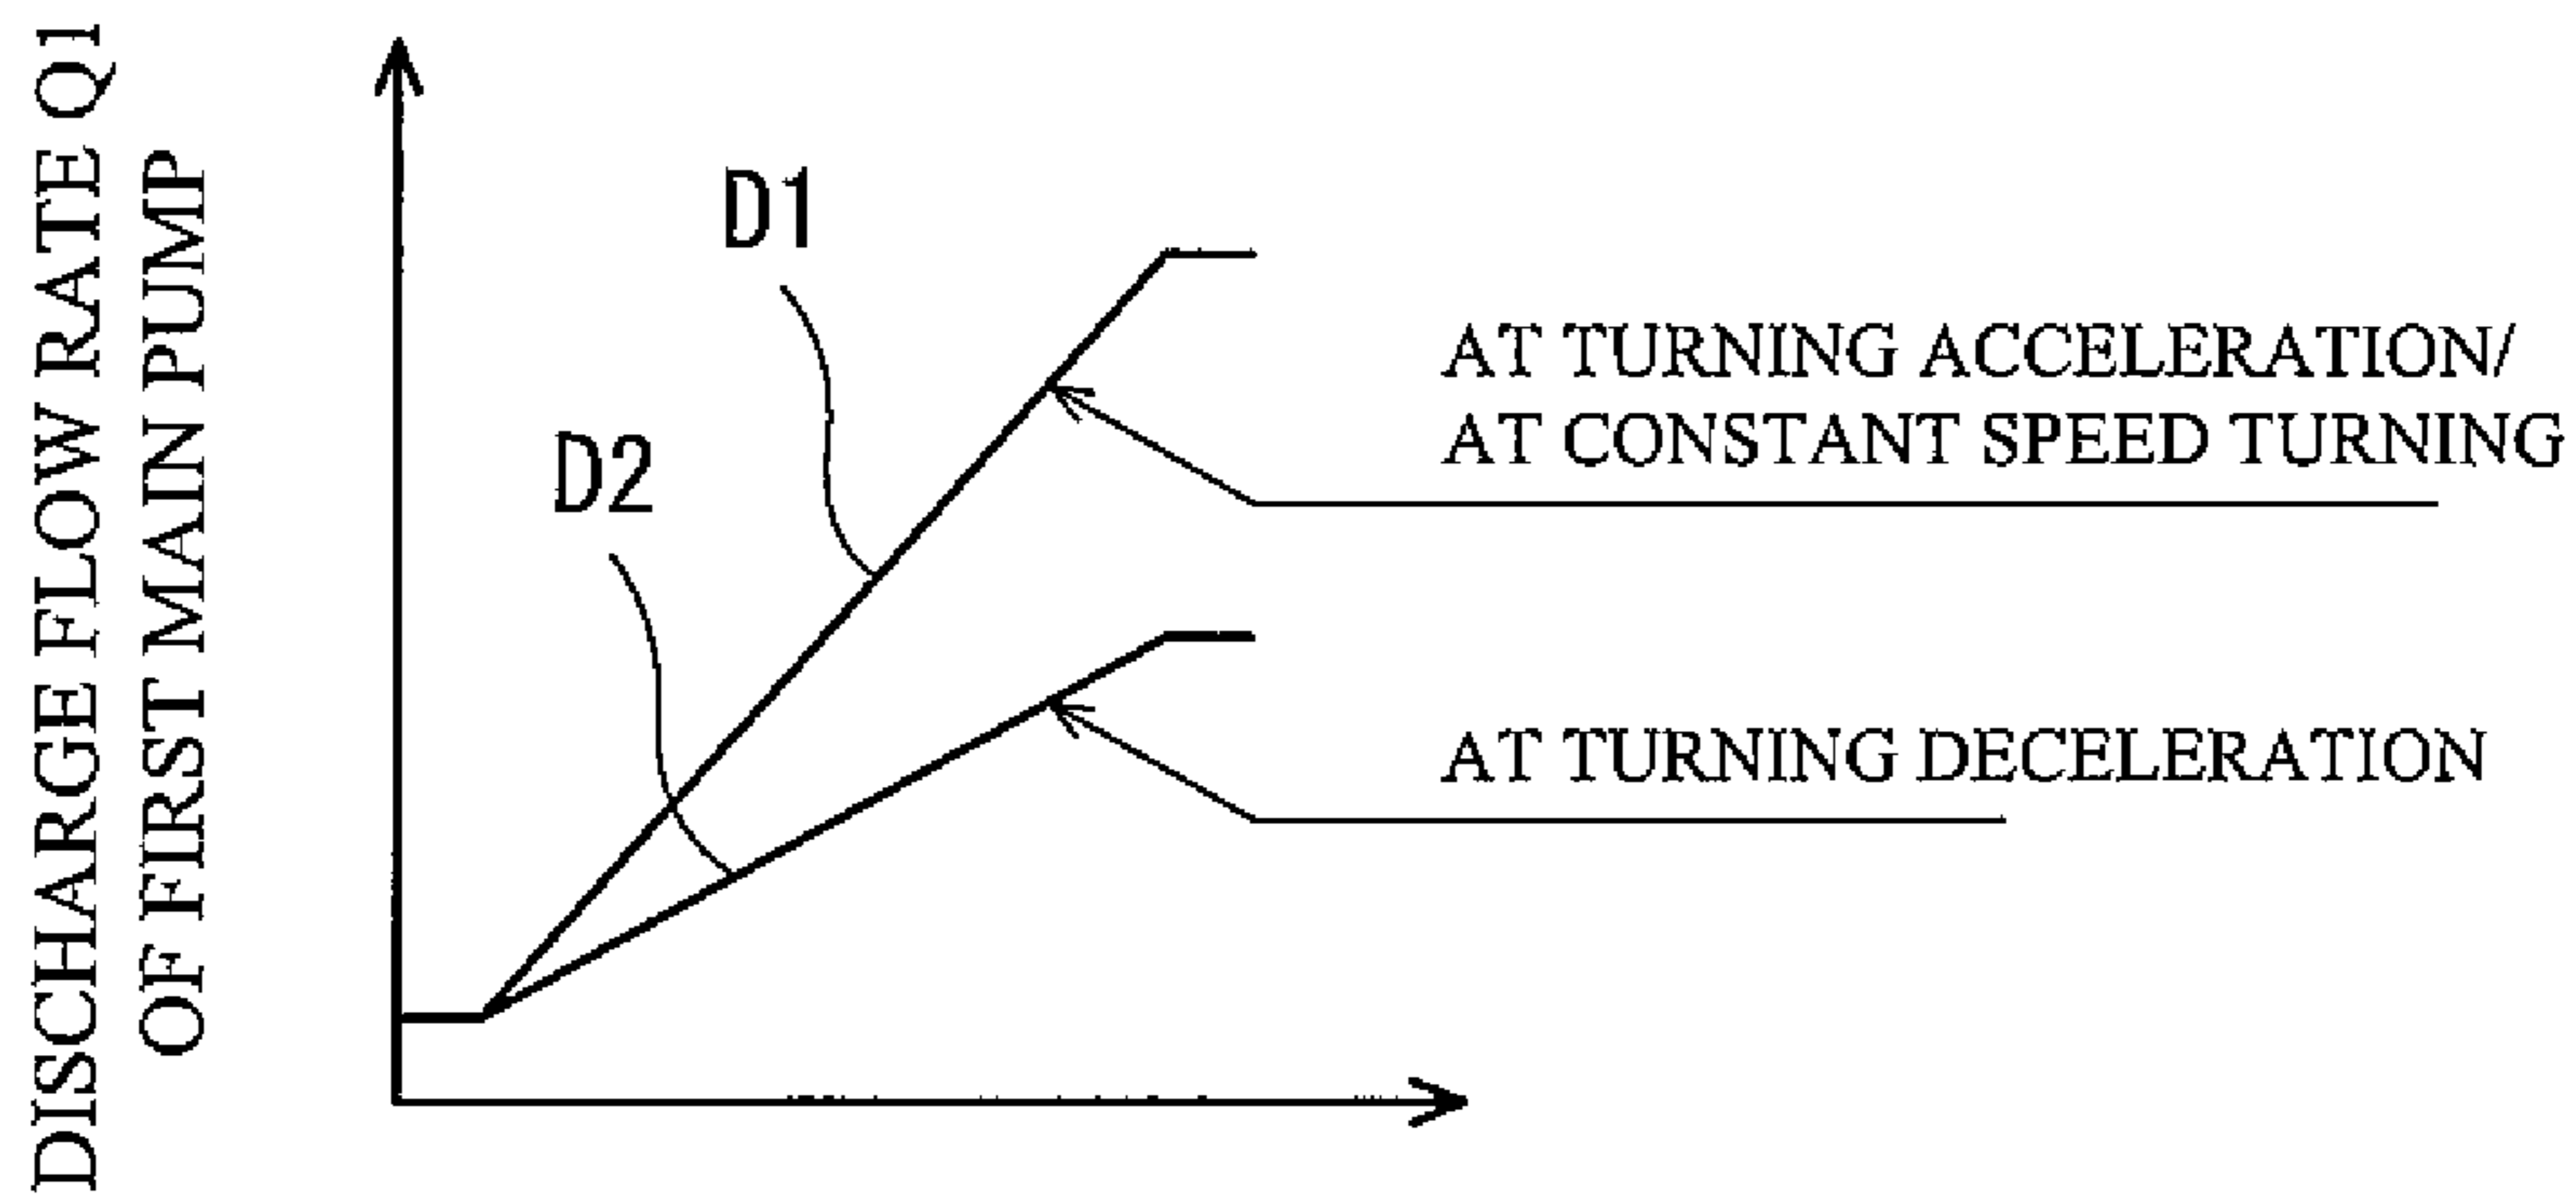 DISCHARGE FLOW RATE Q1
OF FIRST MAIN PUMP
D1
AT TURNING ACCELERATION/
AT CONSTANT SPEED TURNING
D2
AT TURNING DECELERATION